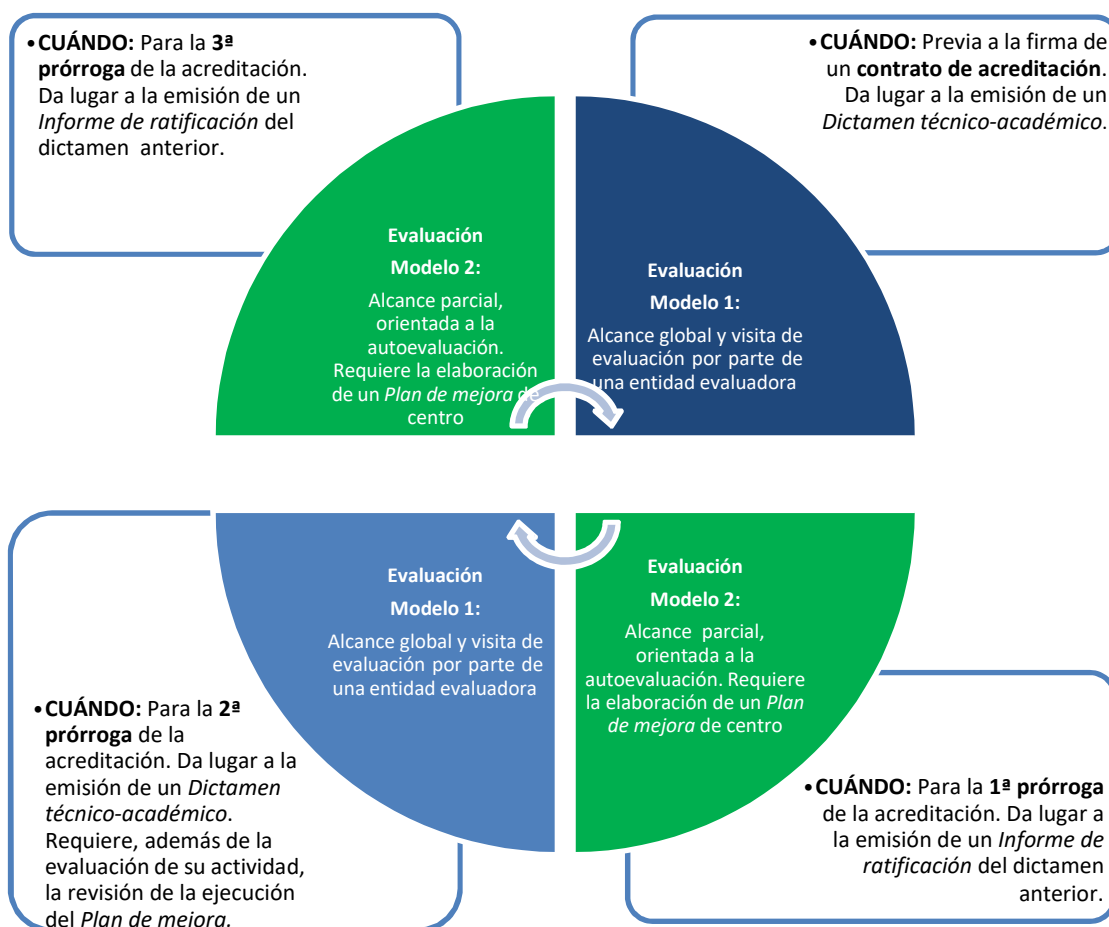 •CUÁNDO: Para la 3ª
prórroga de la acreditación.
Da lugar a la emisión de un
Informe de ratificación del
dictamen anterior.
•CUÁNDO: Previa a la firma de
un contrato de acreditación.
Da lugar a la emisión de un
Dictamen técnico-académico.
Evaluación
Modelo 2:
Alcance parcial,
orientada a la
autoevaluación.
Requiere la elaboración
de un Plan de mejora de
centro
Evaluación
Modelo 1:
Alcance global y visita de
evaluación por parte de
una entidad evaluadora
Evaluación
Modelo 1:
Alcance global y visita de
evaluación por parte de
una entidad evaluadora
Evaluación
Modelo 2:
Alcance parcial,
orientada a la
autoevaluación. Requiere
la elaboración de un Plan
de mejora de centro
•CUÁNDO: Para la 2ª
prórroga de la
acreditación. Da lugar a la
emisión de un Dictamen
técnico-académico.
Requiere, además de la
evaluación de su actividad,
la revisión de la ejecución
del Plan de mejora.
•CUÁNDO: Para la 1ª prórroga
de la acreditación. Da lugar a
la emisión de un Informe de
ratificación del dictamen
anterior.